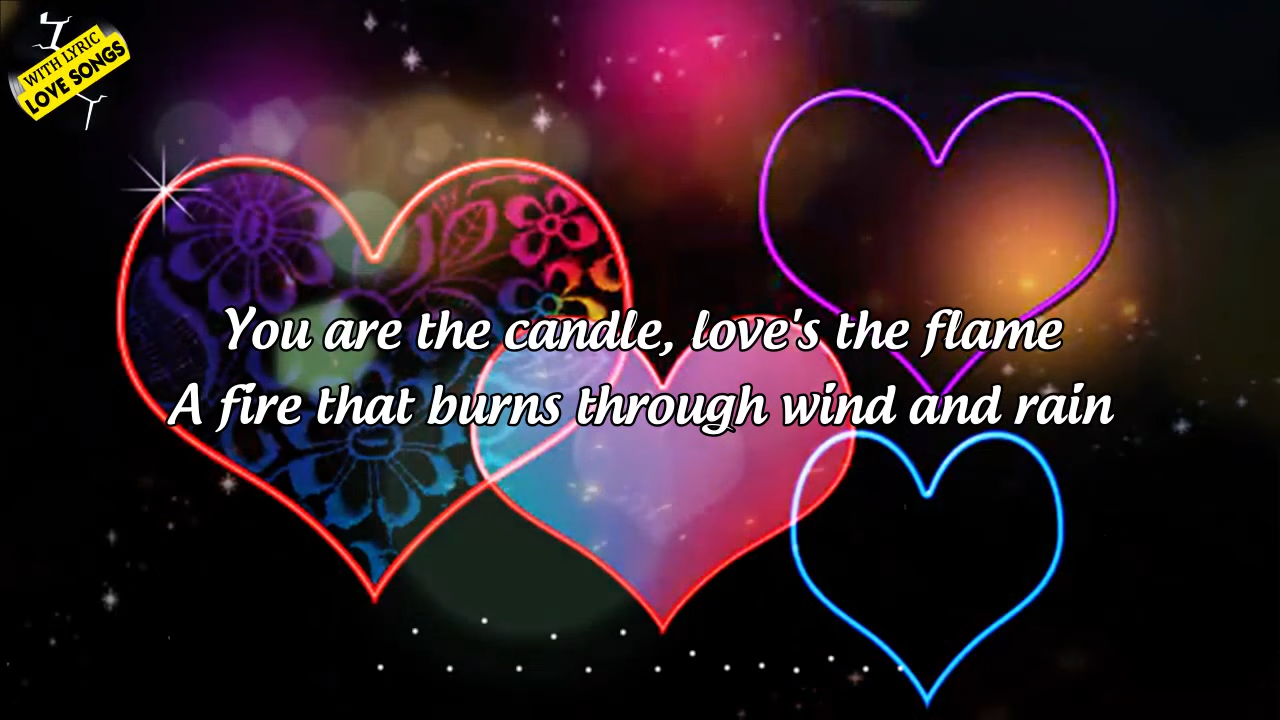 WITH LYRIC
LOVE SONGS
You are the candle, love's the flame
A fire that burns through wind and rain